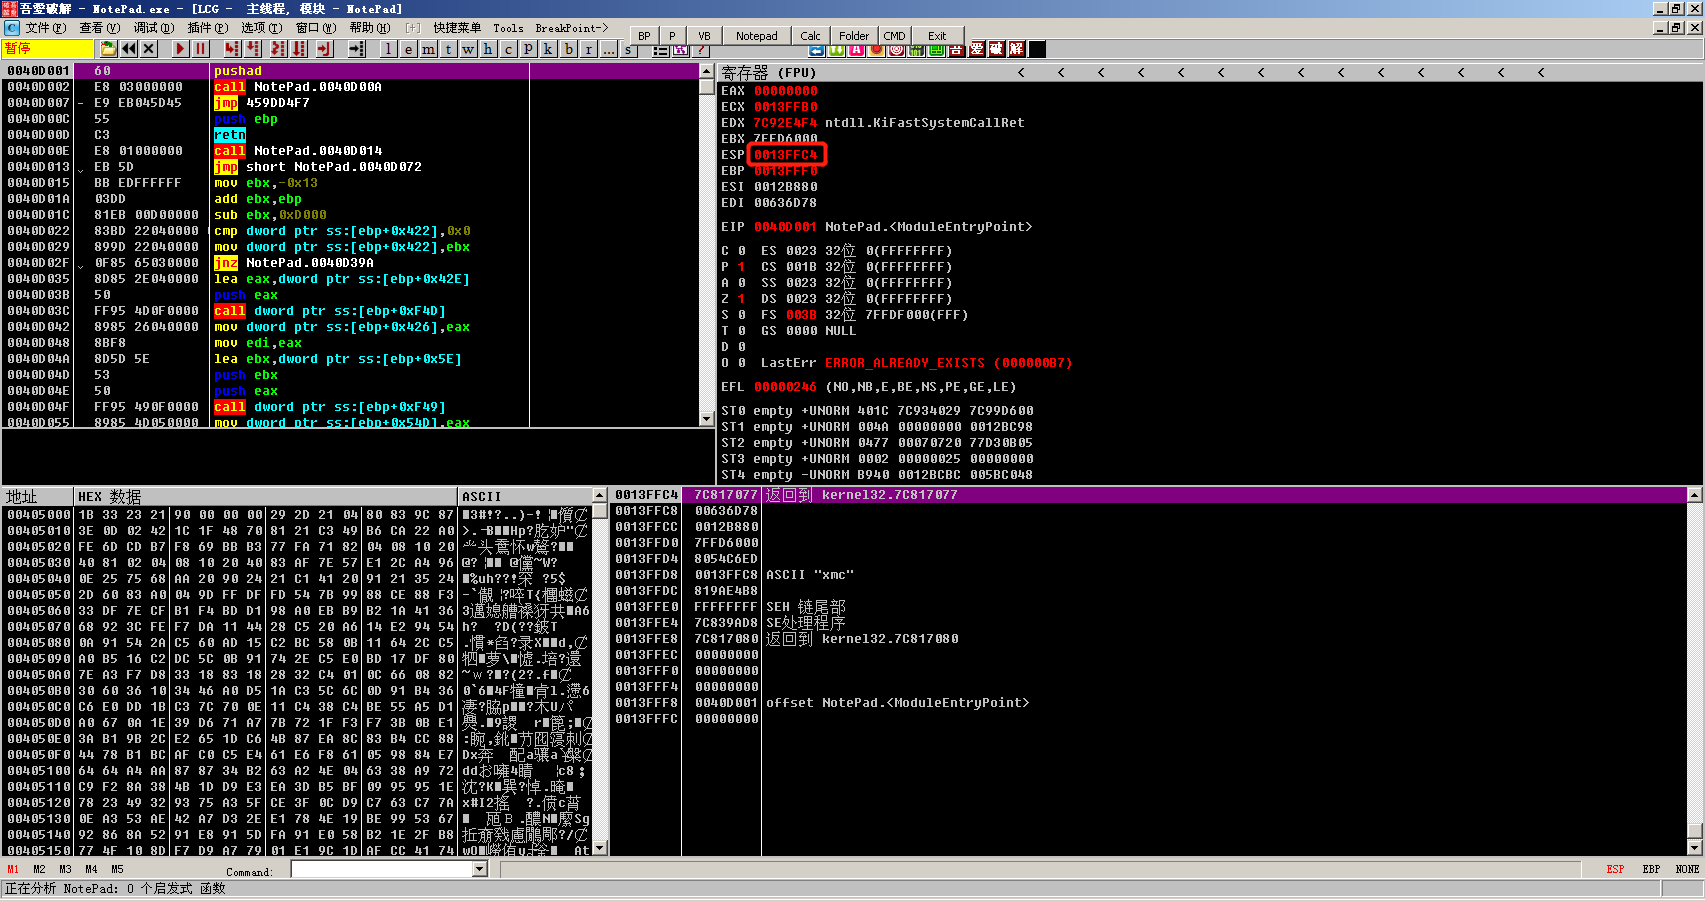 吾爱破解 - NotePad.exe - [LCG -  主线程, 模块 - NotePad]
文件(F) 查看(V) 调试(D) 插件(P) 选项(T) 窗口(W) 帮助(H) [+] 快捷菜单 Tools BreakPoint->
BP P VB Notepad Calc Folder CMD Exit
暂停 l e m t w h c p k b r ... s
吾 爱 破 解
0040D001 60 pushad
0040D002 E8 03000000 call NotePad.0040D00A
0040D007 - E9 EB045D45 jmp 459DD4F7
0040D00C 55 push ebp
0040D00D C3 retn
0040D00E E8 01000000 call NotePad.0040D014
0040D013 EB 5D jmp short NotePad.0040D072
0040D015 BB EDFFFFFF mov ebx,-0x13
0040D01A 03DD add ebx,ebp
0040D01C 81EB 00D00000 sub ebx,0xD000
0040D022 83BD 22040000 cmp dword ptr ss:[ebp+0x422],0x0
0040D029 899D 22040000 mov dword ptr ss:[ebp+0x422],ebx
0040D02F 0F85 65030000 jnz NotePad.0040D39A
0040D035 8D85 2E040000 lea eax,dword ptr ss:[ebp+0x42E]
0040D03B 50 push eax
0040D03C FF95 4D0F0000 call dword ptr ss:[ebp+0xF4D]
0040D042 8985 26040000 mov dword ptr ss:[ebp+0x426],eax
0040D048 8BF8 mov edi,eax
0040D04A 8D5D 5E lea ebx,dword ptr ss:[ebp+0x5E]
0040D04D 53 push ebx
0040D04E 50 push eax
0040D04F FF95 490F0000 call dword ptr ss:[ebp+0xF49]
0040D055 8985 4D050000 mov dword ptr ss:[ebp+0x54D],eax
寄存器 (FPU) < < < < < < < < < < < < < <
EAX 00000000
ECX 0013FFB0
EDX 7C92E4F4 ntdll.KiFastSystemCallRet
EBX 7FFD6000
ESP 0013FFC4
EBP 0013FFF0
ESI 0012B880
EDI 00636D78
EIP 0040D001 NotePad.<ModuleEntryPoint>
C 0 ES 0023 32位 0(FFFFFFFF)
P 1 CS 001B 32位 0(FFFFFFFF)
A 0 SS 0023 32位 0(FFFFFFFF)
Z 1 DS 0023 32位 0(FFFFFFFF)
S 0 FS 003B 32位 7FFDF000(FFF)
T 0 GS 0000 NULL
D 0
O 0 LastErr ERROR_ALREADY_EXISTS (000000B7)
EFL 00000246 (NO,NB,E,BE,NS,PE,GE,LE)
ST0 empty +UNORM 401C 7C934029 7C99D600
ST1 empty +UNORM 004A 00000000 0012BC98
ST2 empty +UNORM 0477 00070720 77D30B05
ST3 empty +UNORM 0002 00000025 00000000
ST4 empty -UNORM B940 0012BCBC 005BC048
地址 HEX 数据 ASCII
00405000 1B 33 23 21 90 00 00 00 29 2D 21 04 80 83 9C 87
00405010 3E 0D 02 42 1C 1F 48 70 81 21 C3 49 B6 CA 22 A0
00405020 FE 6D CD B7 F8 69 BB B3 77 FA 71 82 04 08 10 20
00405030 40 81 02 04 08 10 20 40 83 AF 7E 57 E1 2C A4 96
00405040 0E 25 75 68 AA 20 90 24 21 C1 41 20 91 21 35 24
00405050 2D 60 83 A0 04 9D FF DF FD 54 7B 99 88 CE 88 F3
00405060 33 DF 7E CF B1 F4 BD D1 98 A0 EB B9 B2 1A 41 36
00405070 68 92 3C FE F7 DA 11 44 28 C5 20 A6 14 E2 94 54
00405080 0A 91 54 2A C5 60 AD 15 C2 BC 58 0B 11 64 2C C5
00405090 A0 B5 16 C2 DC 5C 0B 91 74 2E C5 E0 BD 17 DF 80
004050A0 7E A3 F7 D8 33 18 83 18 28 32 C4 01 0C 66 08 82
004050B0 30 60 36 10 34 46 A0 D5 1A C3 5C 6C 0D 91 B4 36
004050C0 C6 E0 DD 1B C3 7C 70 0E 11 C4 38 C4 BE 55 A5 D1
004050D0 A0 67 0A 1E 39 D6 71 A7 7B 72 1F F3 F7 3B 0B E1
004050E0 3A B1 9B 2C E2 65 1D C6 4B 87 EA 8C 83 B4 CC 88
004050F0 44 78 B1 BC AF C0 C5 E4 61 E6 F8 61 05 98 84 E7
00405100 64 64 A4 AA 87 87 34 B2 63 A2 4E 04 63 38 A9 72
00405110 C9 F2 8A 38 4B 1D D9 E3 EA 3D B5 BF 09 95 95 1E
00405120 78 23 49 32 93 75 A3 5F CE 3F 0C D9 C7 63 C7 7A
00405130 0E A3 53 AE 42 A7 D3 2E E1 78 4E 19 BE 99 53 67
00405140 92 86 8A 52 91 E8 91 5D FA 91 E0 58 B2 1E 2F B8
00405150 77 4F 10 8D F7 D9 A7 79 01 E1 9C 1D AF CC 41 74
0013FFC4 7C817077 返回到 kernel32.7C817077
0013FFC8 00636D78
0013FFCC 0012B880
0013FFD0 7FFD6000
0013FFD4 8054C6ED
0013FFD8 0013FFC8 ASCII "xmc"
0013FFDC 819AE4B8
0013FFE0 FFFFFFFF SEH 链尾部
0013FFE4 7C839AD8 SE处理程序
0013FFE8 7C817080 返回到 kernel32.7C817080
0013FFEC 00000000
0013FFF0 00000000
0013FFF4 00000000
0013FFF8 0040D001 offset NotePad.<ModuleEntryPoint>
0013FFFC 00000000
M1 M2 M3 M4 M5 Command: ESP EBP NONE
正在分析 NotePad: 0 个启发式 函数